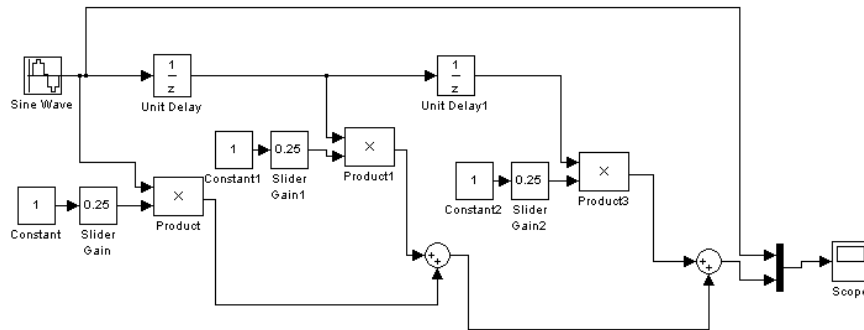 1
z
1
z
Sine Wave
Unit Delay
Unit Delay1
1
0.25
×
Constant1
Slider
Gain1
Product1
1
0.25
×
Constant2
Slider
Gain2
Product3
1
0.25
×
Constant
Slider
Gain
Product
+
+
+
+
Scope